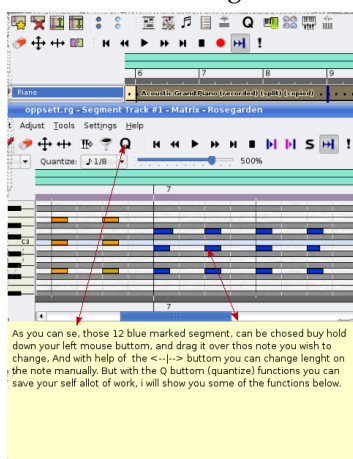 Q
6 7 8 9
Piano
Acoustic Grand Piano (recorded) (split) (copied)
oppsett.rg - Segment Track #1 - Matrix - Rosegarden
t Adjust Tools Settings Help
Q S !
Quantize: 1/8 500%
7
C3
7
As you can se, those 12 blue marked segment, can be chosed buy hold
down your left mouse buttom, and drag it over thos note you wish to
change, And with help of the <--|--> buttom you can change lenght on
the note manually. But with the Q buttom (quantize) functions you can
save your self allot of work, i will show you some of the functions below.